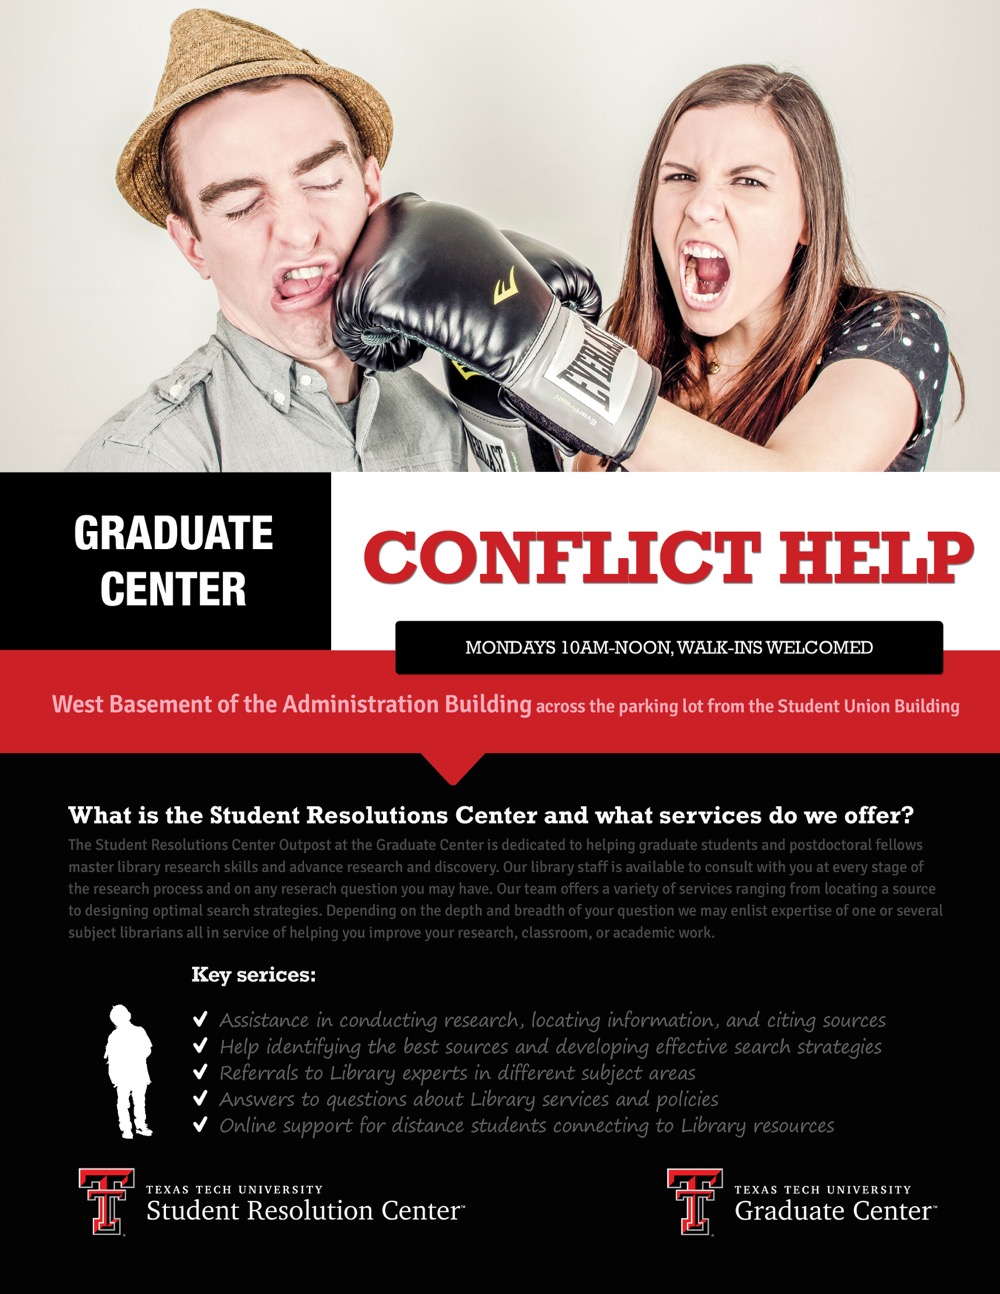 EVERLAST
EverFresh
EVERLAST
GRADUATE
CENTER
CONFLICT HELP
MONDAYS 10AM-NOON, WALK-INS WELCOMED
West Basement of the Administration Building across the parking lot from the Student Union Building
What is the Student Resolutions Center and what services do we offer?
The Student Resolutions Center Outpost at the Graduate Center is dedicated to helping graduate students and postdoctoral fellows
master library research skills and advance research and discovery. Our library staff is available to consult with you at every stage of
the research process and on any reserach question you may have. Our team offers a variety of services ranging from locating a source
to designing optimal search strategies. Depending on the depth and breadth of your question we may enlist expertise of one or several
subject librarians all in service of helping you improve your research, classroom, or academic work.
Key serices:
Assistance in conducting research, locating information, and citing sources
Help identifying the best sources and developing effective search strategies
Referrals to Library experts in different subject areas
Answers to questions about Library services and policies
Online support for distance students connecting to Library resources
TEXAS TECH UNIVERSITY
Student Resolution Center™
TEXAS TECH UNIVERSITY
Graduate Center™